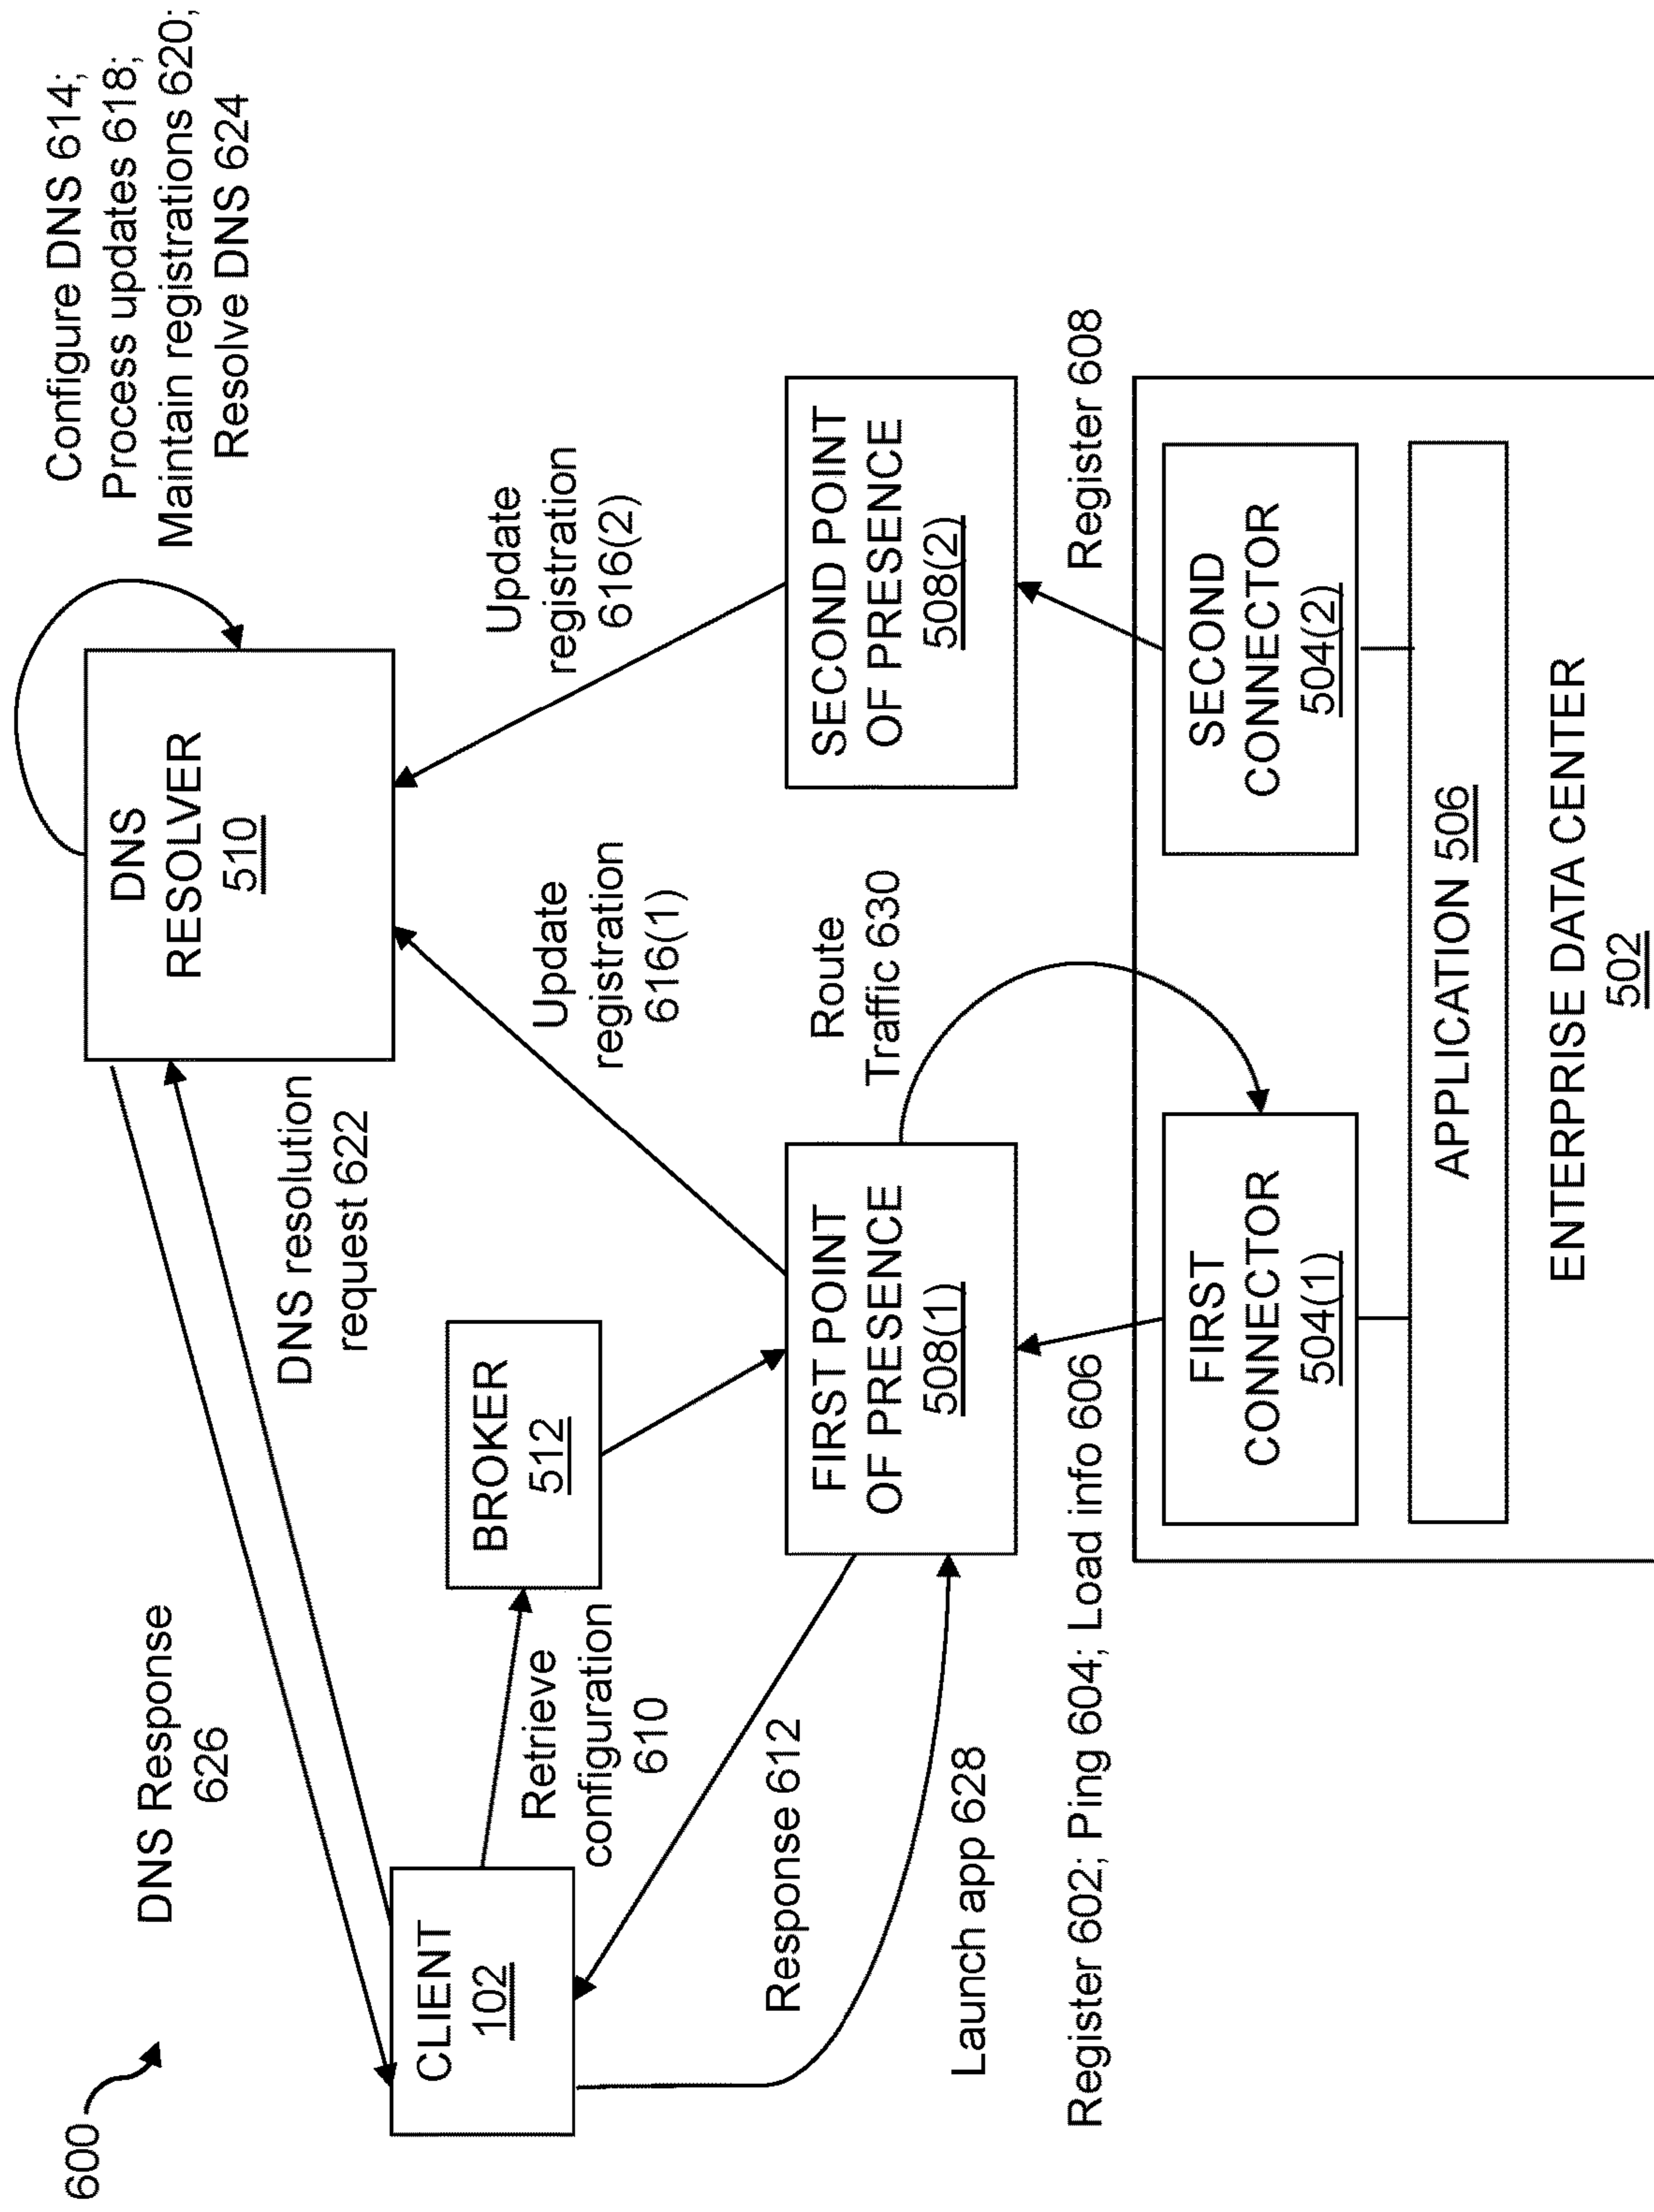 600
DNS Response
626
Configure DNS 614;
Process updates 618;
Maintain registrations 620;
Resolve DNS 624
DNS
RESOLVER
510
DNS resolution
request 622
CLIENT
102
Retrieve
configuration
610
BROKER
512
Update
registration
616(1)
Update
registration
616(2)
Response 612
Launch app 628
FIRST POINT
OF PRESENCE
508(1)
Route
Traffic 630
SECOND POINT
OF PRESENCE
508(2)
Register 602; Ping 604; Load info 606
Register 608
FIRST
CONNECTOR
504(1)
SECOND
CONNECTOR
504(2)
APPLICATION 506
ENTERPRISE DATA CENTER
502